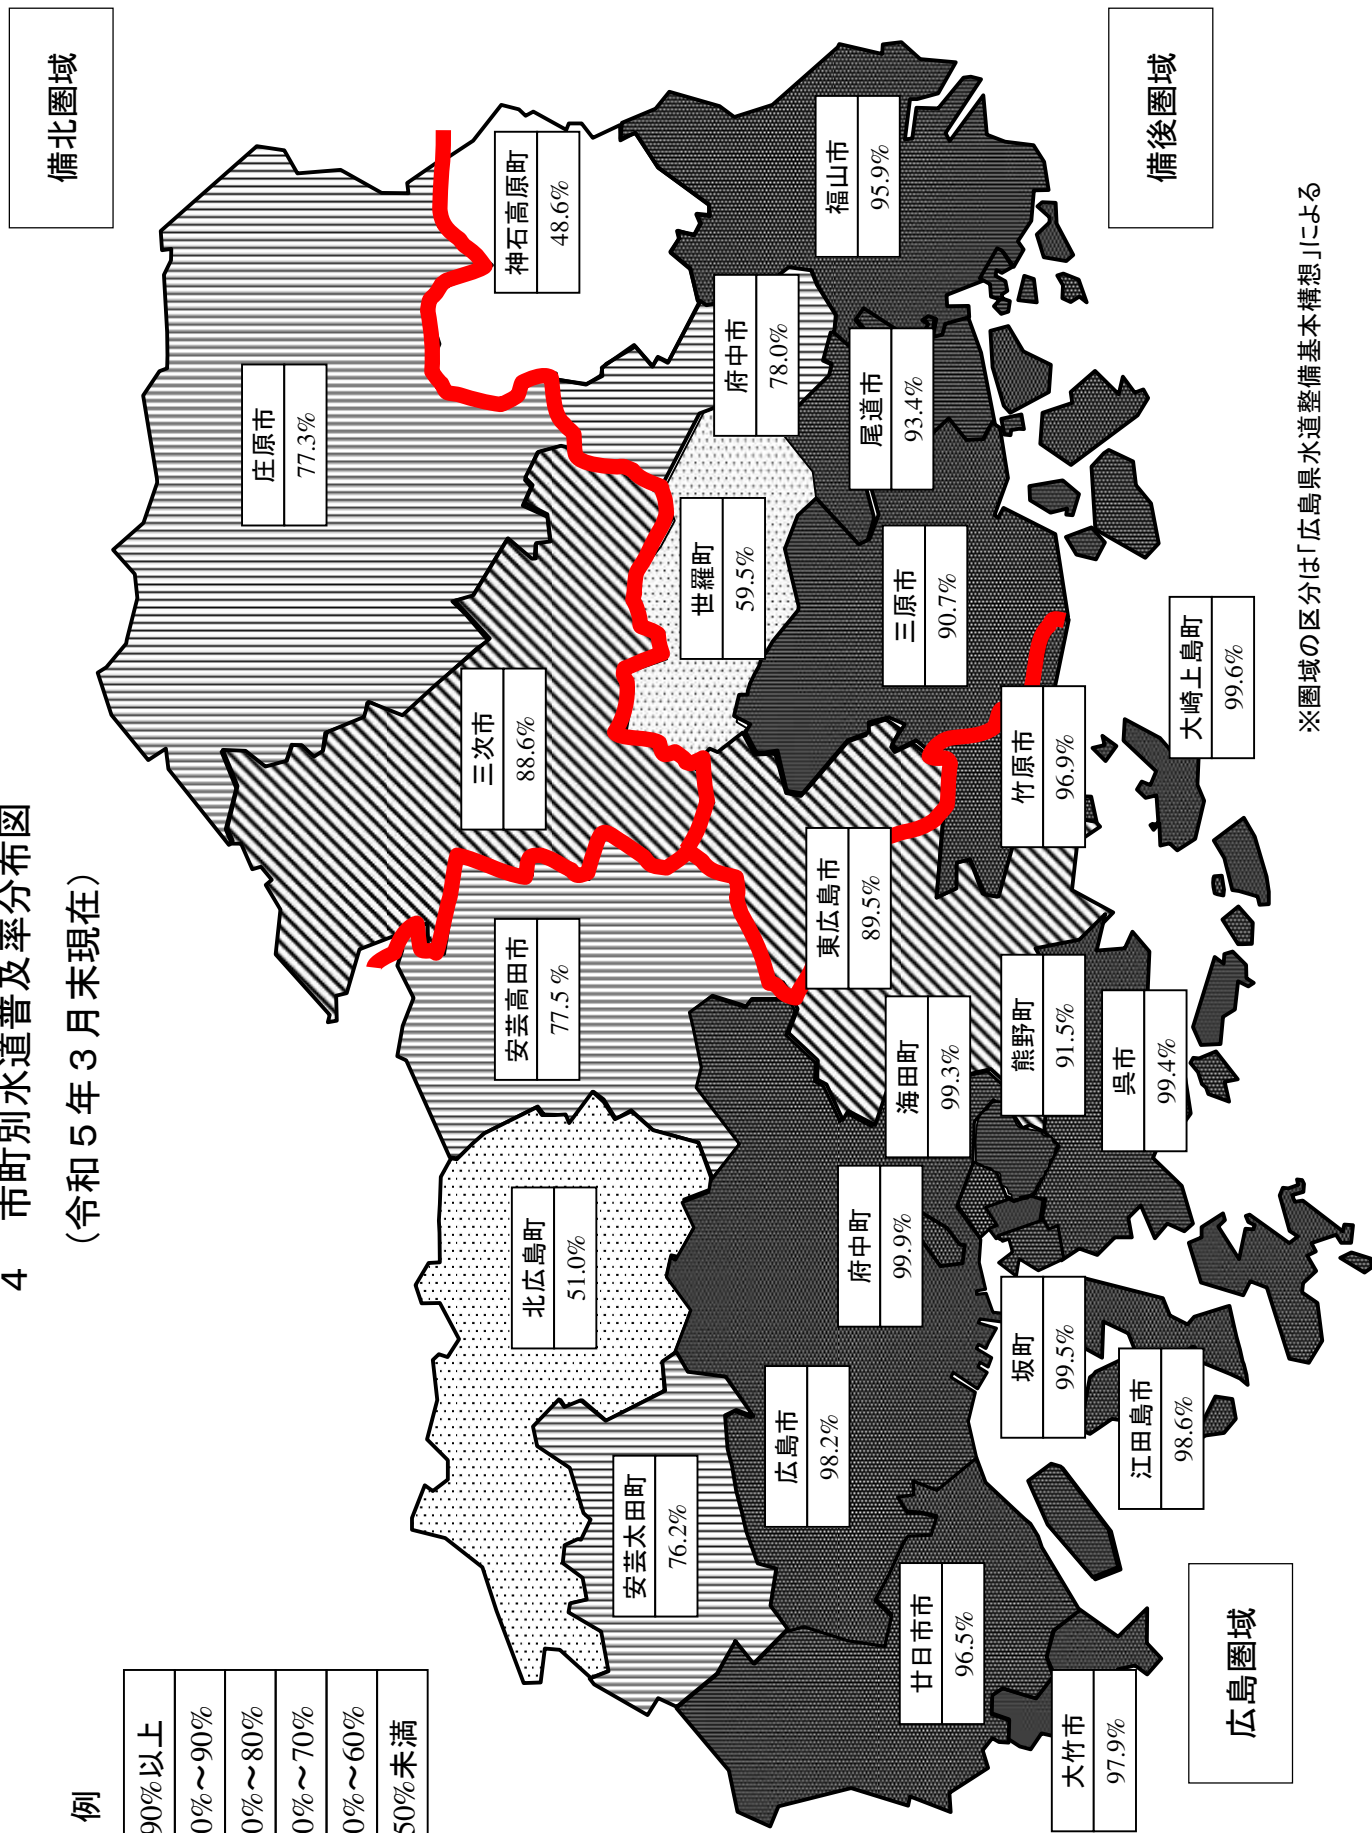 4　市町別水道普及率分布図
（令和５年３月末現在）
例
90%以上
0%～90%
0%～80%
0%～70%
0%～60%
50%未満
備北圏域
庄原市
77.3%
三次市
88.6%
神石高原町
48.6%
安芸高田市
77.5 %
北広島町
51.0%
安芸太田町
76.2%
世羅町
59.5%
府中市
78.0%
福山市
95.9%
尾道市
93.4%
三原市
90.7%
東広島市
89.5%
竹原市
96.9%
大崎上島町
99.6%
海田町
99.3%
熊野町
91.5%
呉市
99.4%
府中町
99.9%
坂町
99.5%
江田島市
98.6%
広島市
98.2%
廿日市市
96.5%
大竹市
97.9%
備後圏域
広島圏域
※圏域の区分は「広島県水道整備基本構想」による